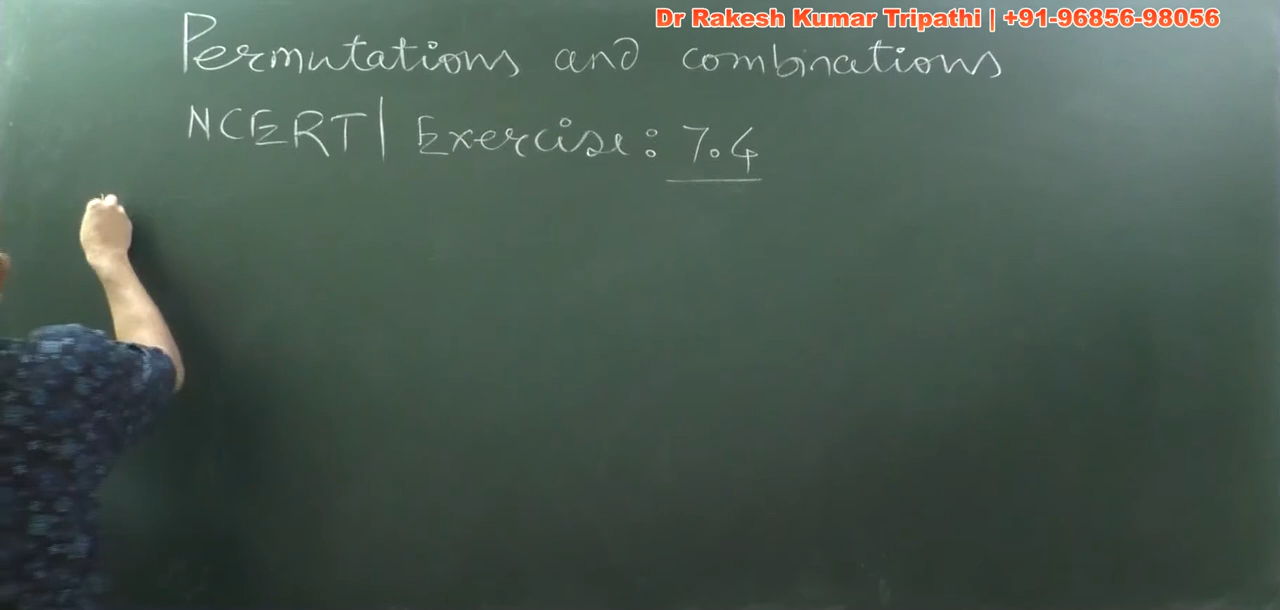 Dr Rakesh Kumar Tripathi | +91-96856-98056
Permutations and combinations
NCERT | Exercise: 7.4